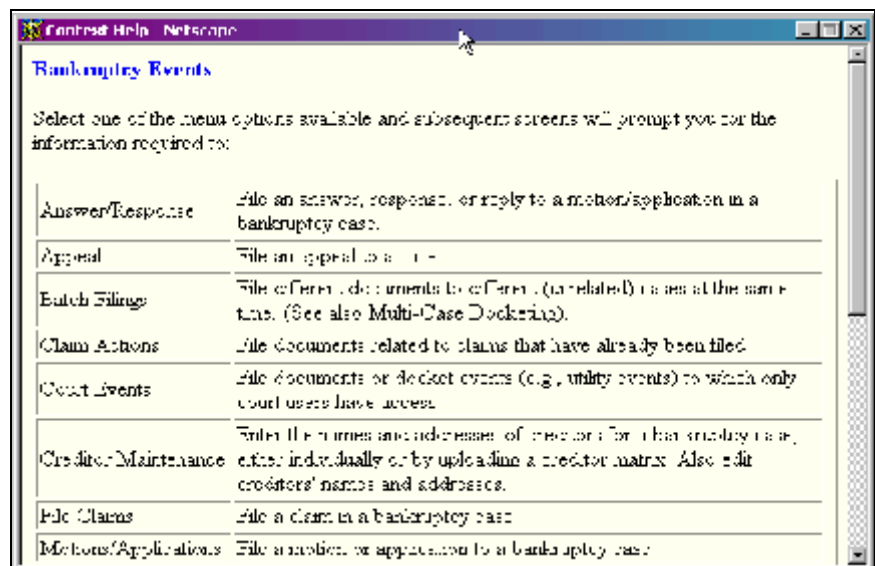 Context Help - Netscape
Bankruptcy Events
Select one of the menu options available and subsequent screens will prompt you for the
information required to:
Answer/Response File an answer, response, or reply to a motion/application in a
bankruptcy case.
Appeal File an appeal to a
Batch Filings File different documents to different (unrelated) cases at the same
time. (See also Multi-Case Docketing).
Claim Actions File documents related to claims that have already been filed
Court Events File documents or docket events (e.g., utility events) to which only
court users have access
Creditor Maintenance Enter the names and addresses of creditors for a bankruptcy case,
either individually or by uploading a creditor matrix. Also edit
creditors' names and addresses.
File Claims File a claim in a bankruptcy case
Motions/Applications File a motion or application to a bankruptcy case